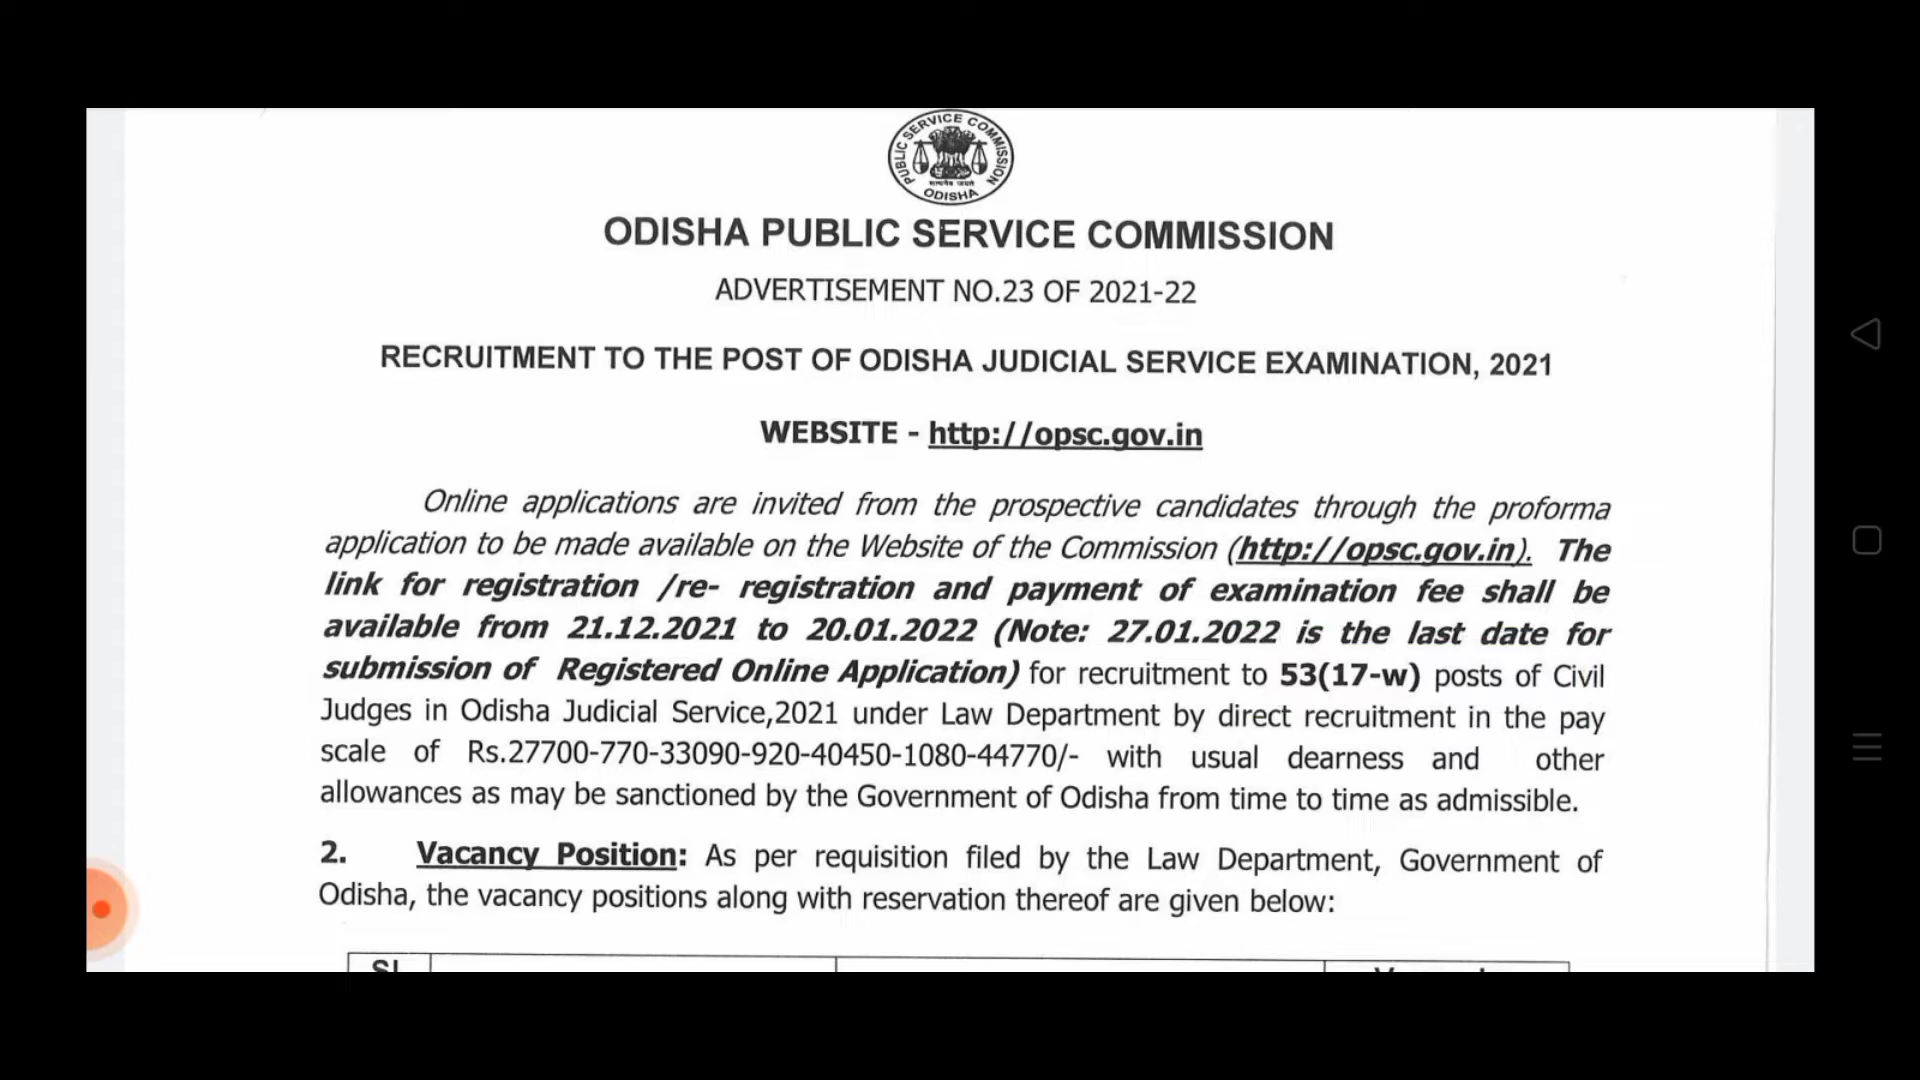 PUBLIC SERVICE COMMISSION
सत्यमेव जयते
ODISHA
ODISHA PUBLIC SERVICE COMMISSION
ADVERTISEMENT NO.23 OF 2021-22
RECRUITMENT TO THE POST OF ODISHA JUDICIAL SERVICE EXAMINATION, 2021
WEBSITE - http://opsc.gov.in
Online applications are invited from the prospective candidates through the proforma
application to be made available on the Website of the Commission (http://opsc.gov.in). The
link for registration /re- registration and payment of examination fee shall be
available from 21.12.2021 to 20.01.2022 (Note: 27.01.2022 is the last date for
submission of Registered Online Application) for recruitment to 53(17-w) posts of Civil
Judges in Odisha Judicial Service,2021 under Law Department by direct recruitment in the pay
scale of Rs.27700-770-33090-920-40450-1080-44770/- with usual dearness and other
allowances as may be sanctioned by the Government of Odisha from time to time as admissible.
2. Vacancy Position: As per requisition filed by the Law Department, Government of
Odisha, the vacancy positions along with reservation thereof are given below:
Sl